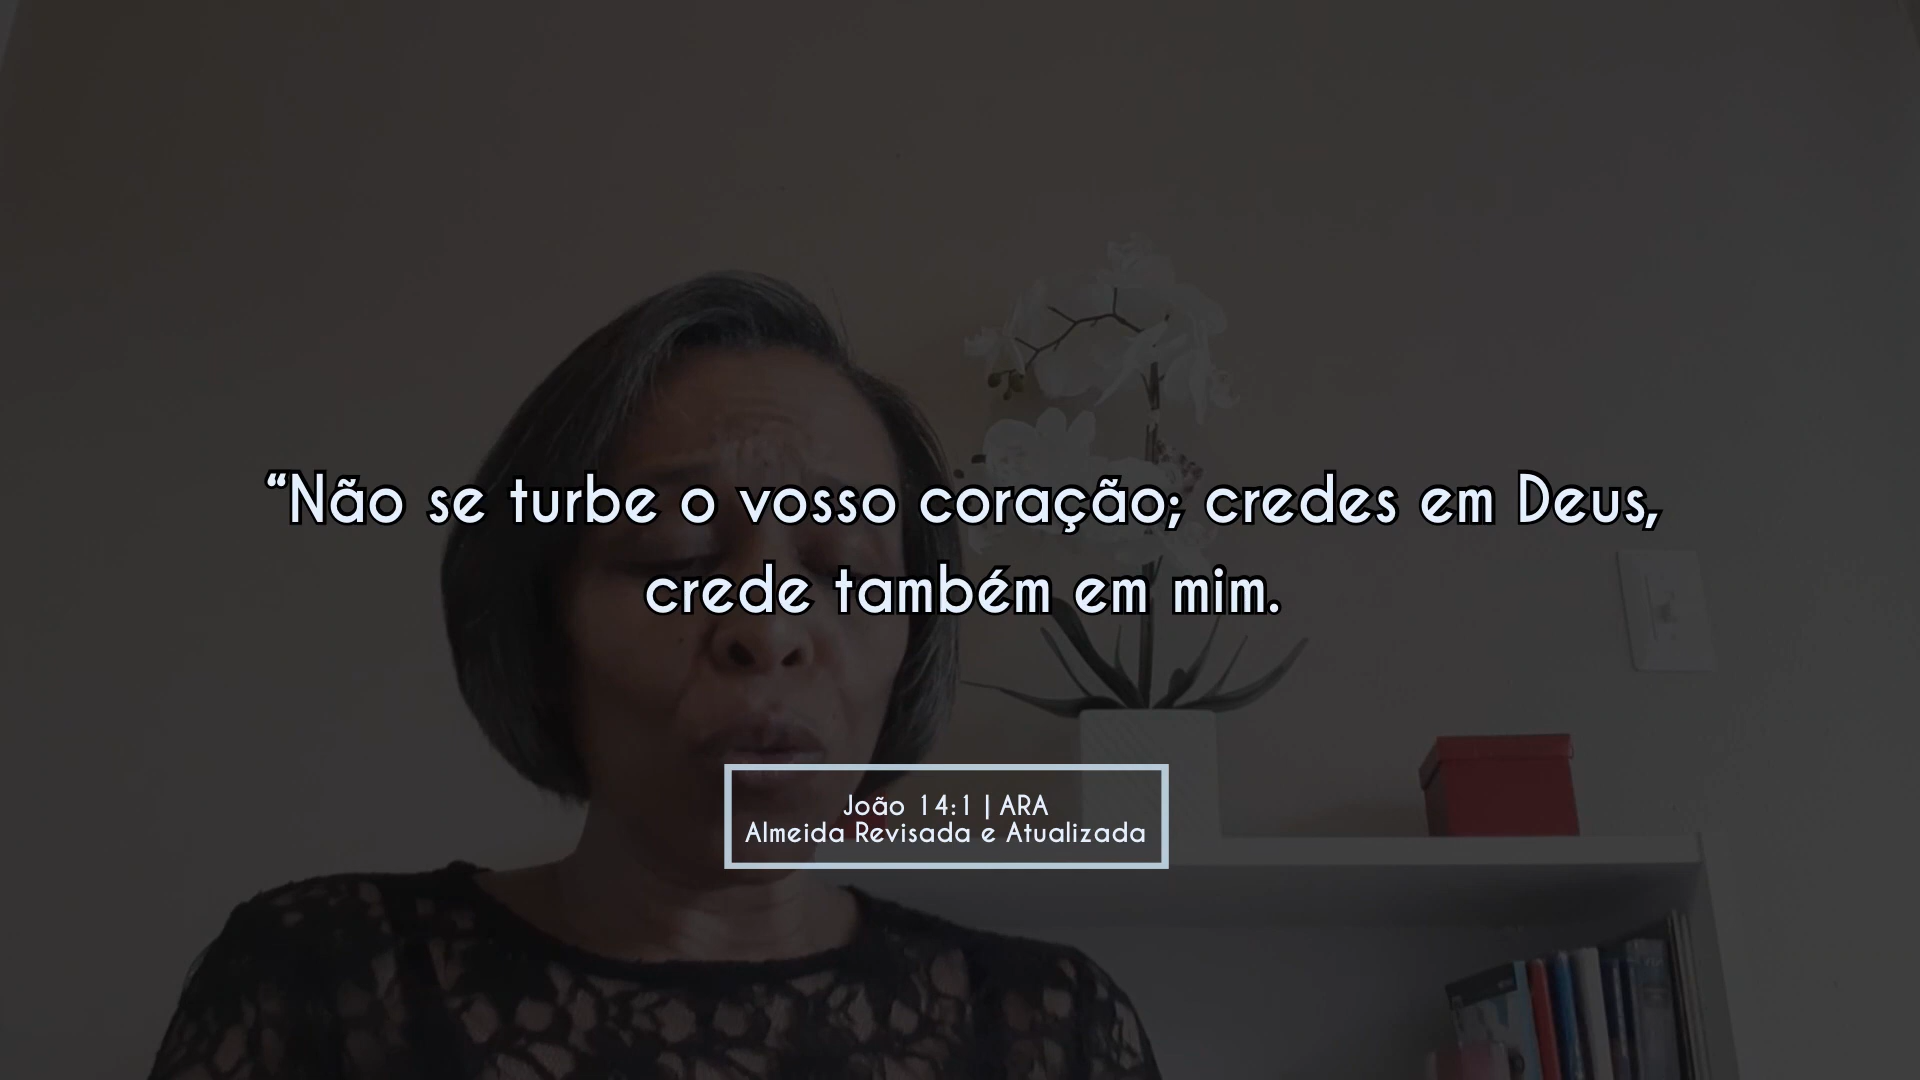 “Não se turbe o vosso coração; credes em Deus,
crede também em mim.
João 14:1 | ARA
Almeida Revisada e Atualizada